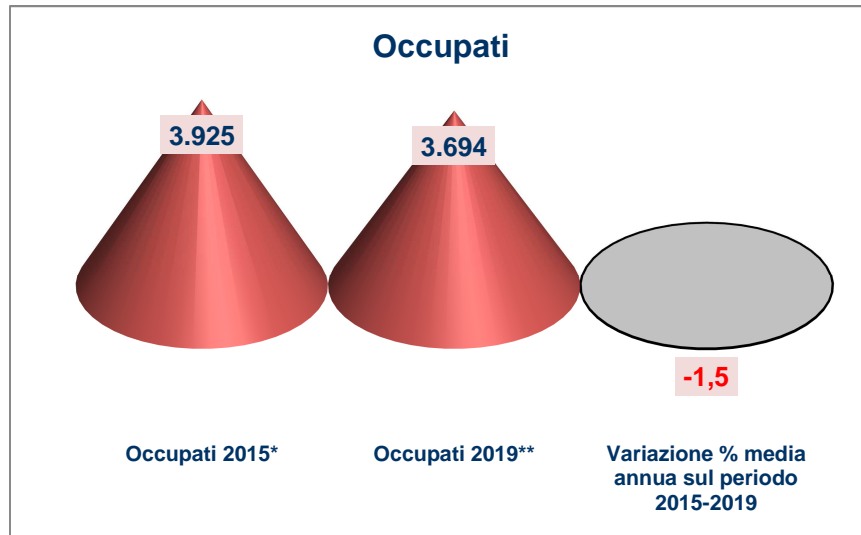 Occupati
3.925
3.694
-1,5
Occupati 2015*
Occupati 2019**
Variazione % media
annua sul periodo
2015-2019